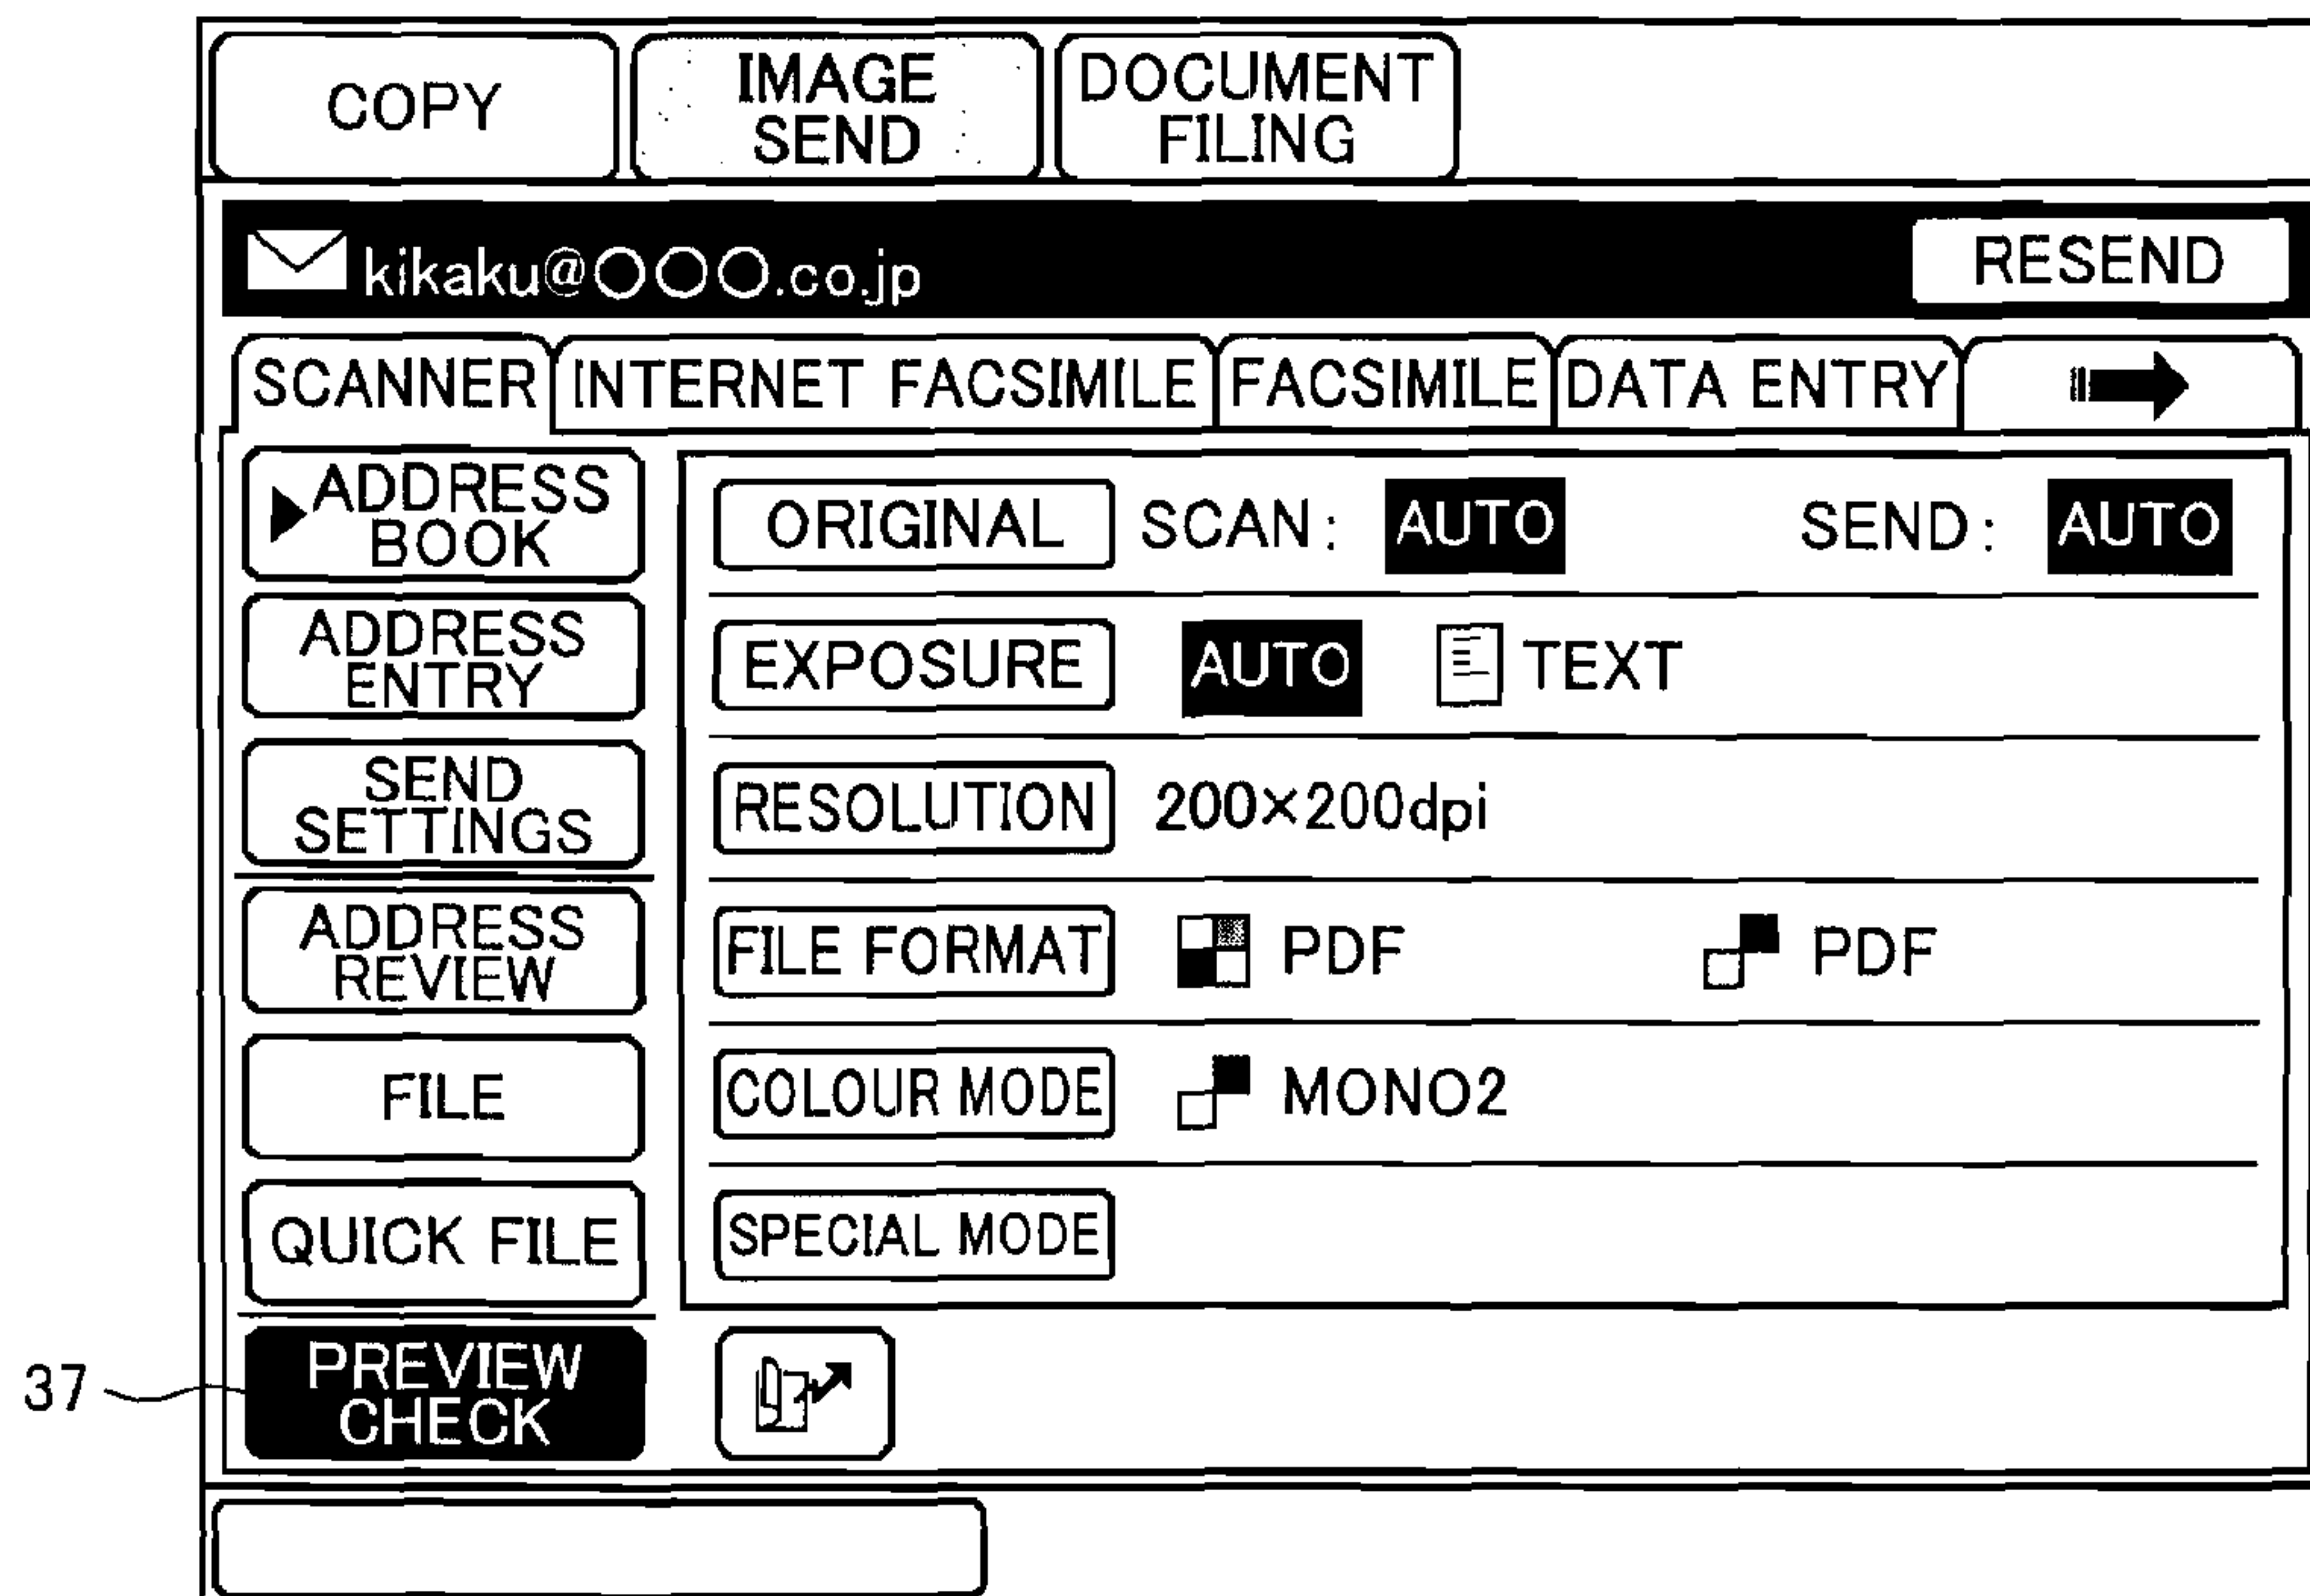 COPY
IMAGE
SEND
DOCUMENT
FILING
kikaku@○○○.co.jp
RESEND
SCANNER
INTERNET FACSIMILE
FACSIMILE
DATA ENTRY
ADDRESS
BOOK
ORIGINAL
SCAN:
AUTO
SEND:
AUTO
ADDRESS
ENTRY
EXPOSURE
AUTO
TEXT
SEND
SETTINGS
RESOLUTION
200×200dpi
ADDRESS
REVIEW
FILE FORMAT
PDF
PDF
FILE
COLOUR MODE
MONO2
QUICK FILE
SPECIAL MODE
37
PREVIEW
CHECK